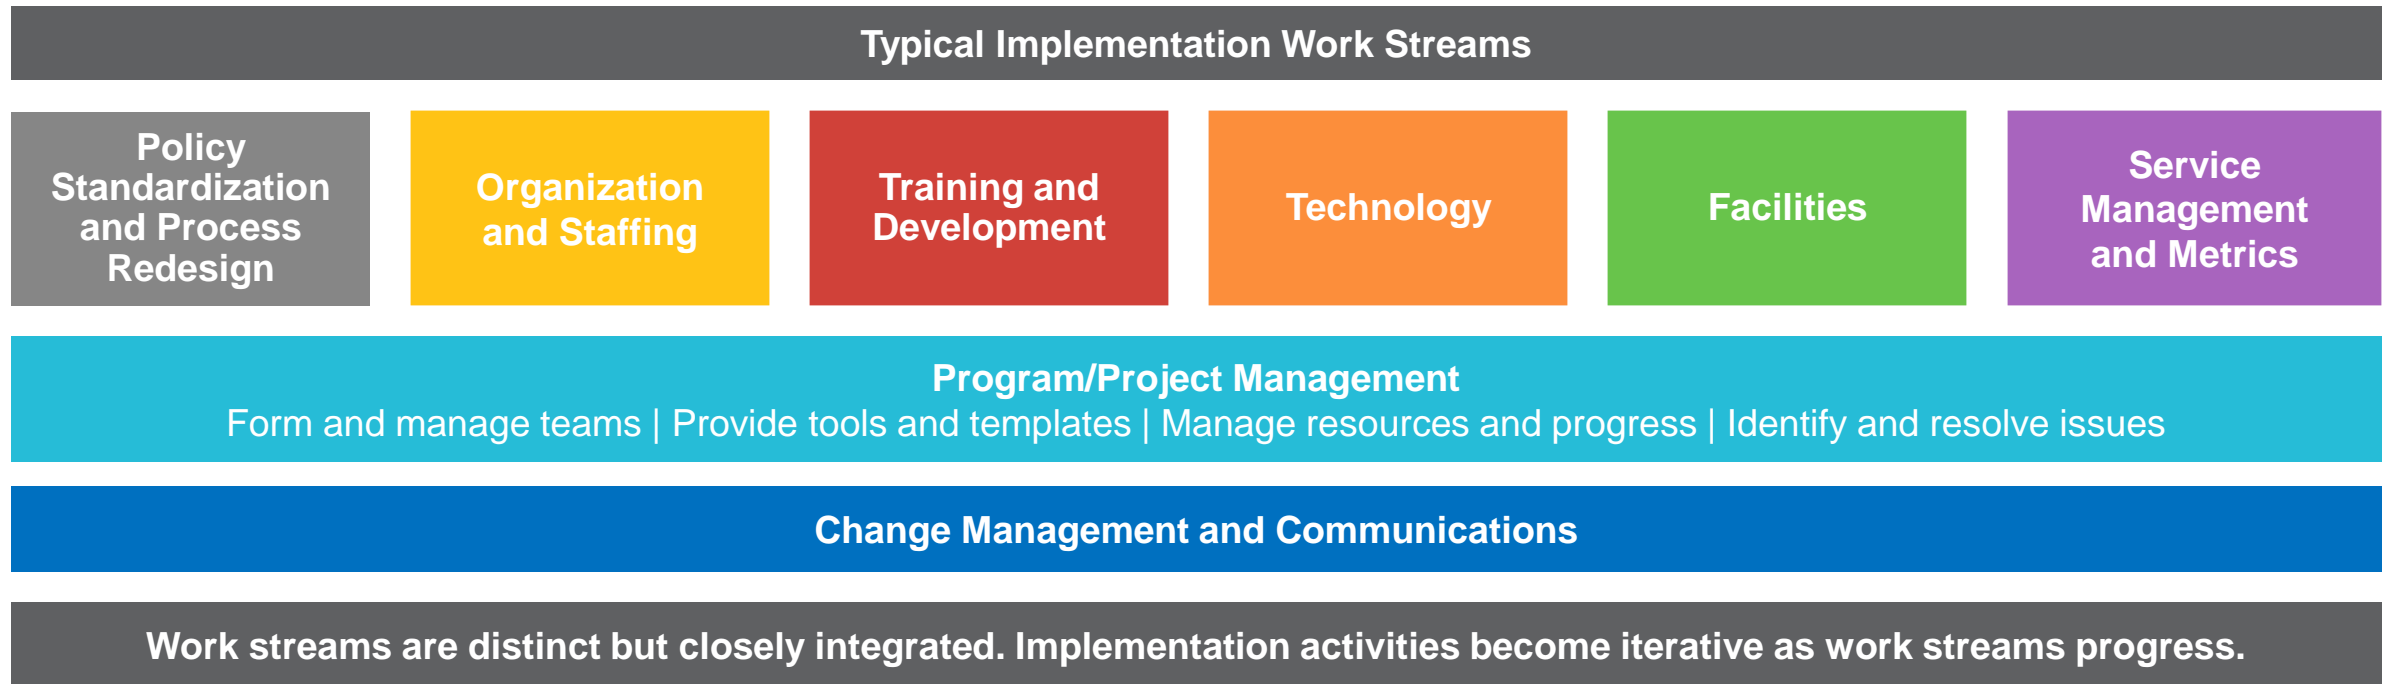 Typical Implementation Work Streams
Policy
Standardization
and Process
Redesign
Organization
and Staffing
Training and
Development
Technology
Facilities
Service
Management
and Metrics
Program/Project Management
Form and manage teams | Provide tools and templates | Manage resources and progress | Identify and resolve issues
Change Management and Communications
Work streams are distinct but closely integrated. Implementation activities become iterative as work streams progress.